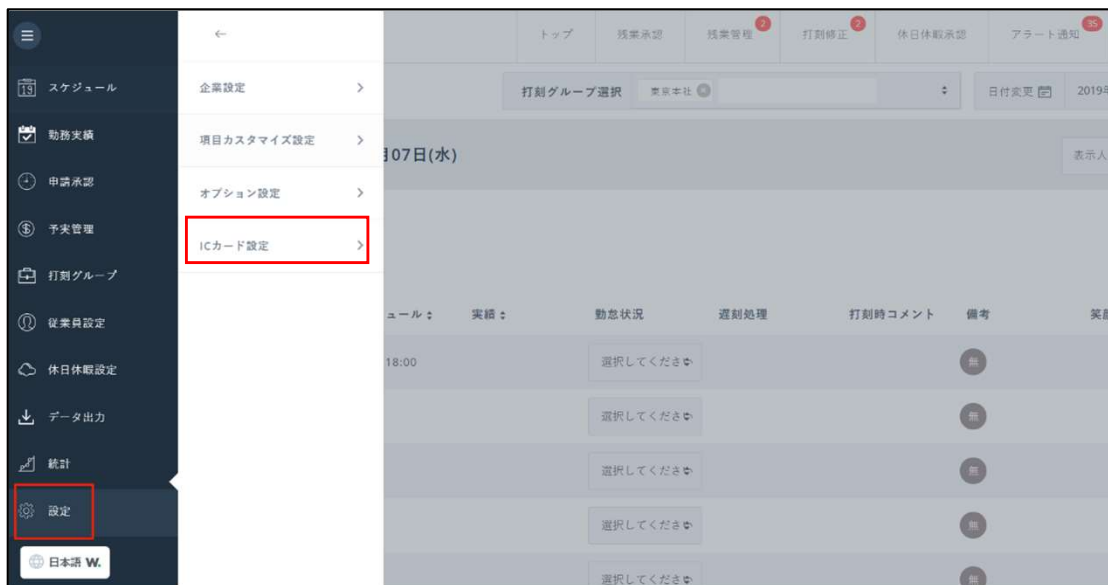 トップ
残業承認
残業管理 2
打刻修正 2
休日休暇承認
アラート通知 35
打刻グループ選択 東京本社
日付変更 2019年
月07日(水)
表示人
スケジュール
勤務実績
申請承認
予実管理
打刻グループ
従業員設定
休日休暇設定
データ出力
統計
設定
日本語 W.
企業設定
項目カスタマイズ設定
オプション設定
ICカード設定
ュール
実績
勤怠状況
遅刻処理
打刻時コメント
備考
笑顔
18:00
選択してくださ
無
選択してくださ
無
選択してくださ
無
選択してくださ
無
選択してくださ
無